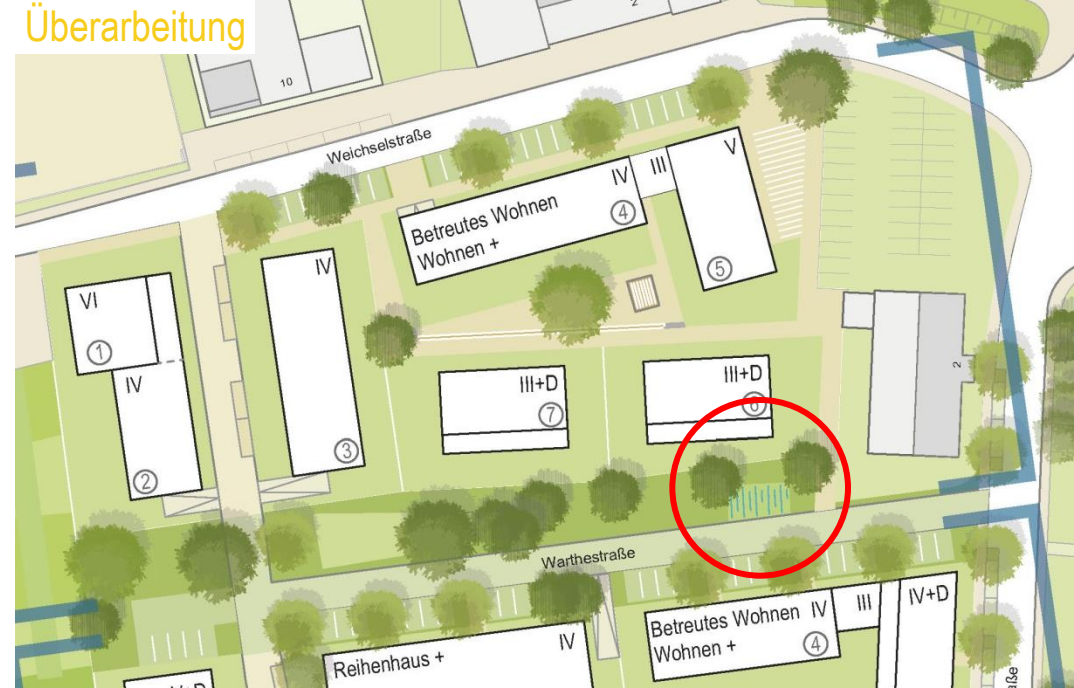 Überarbeitung
2
10
Weichselstraße
V
III
IV
Betreutes Wohnen
Wohnen +
④
⑤
IV
VI
①
IV
②
③
III+D
⑦
III+D
⑥
2
Warthestraße
Betreutes Wohnen
Wohnen +
IV
④
III
IV+D
Reihenhaus +
IV